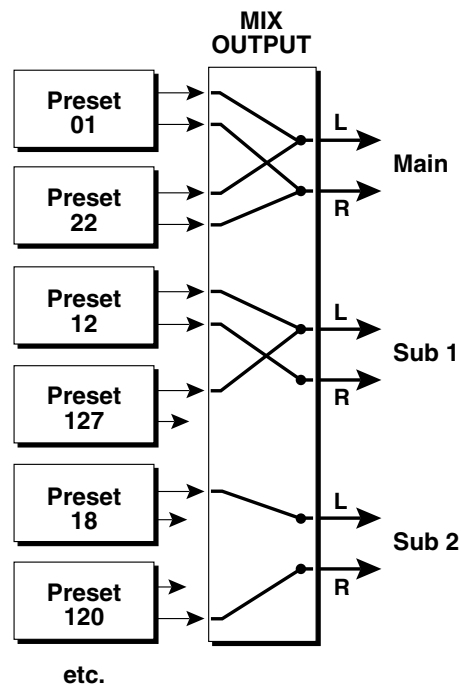 MIX
OUTPUT
Preset
01
L
Main
R
Preset
22
Preset
12
L
Sub 1
R
Preset
127
Preset
18
L
Sub 2
R
Preset
120
etc.